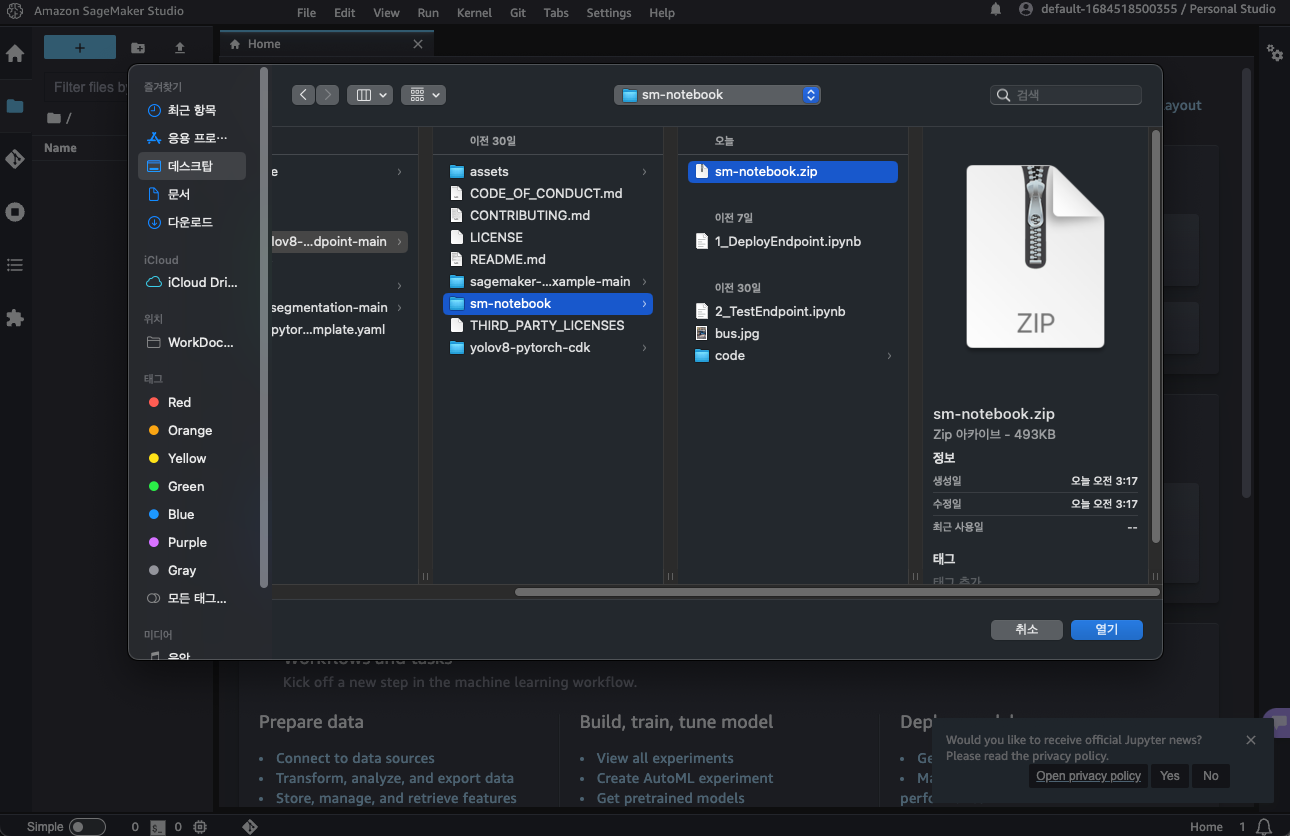 Amazon SageMaker Studio
File Edit View Run Kernel Git Tabs Settings Help
default-1684518500355 / Personal Studio
+
Home
Filter files by
/
Name
ayout
즐겨찾기
최근 항목
응용 프로…
데스크탑
문서
다운로드
iCloud
iCloud Dri...
위치
WorkDoc...
태그
Red
Orange
Yellow
Green
Blue
Purple
Gray
모든 태그...
미디어
음악
sm-notebook
검색
e
lov8-...dpoint-main
segmentation-main
pytor...mplate.yaml
이전 30일
assets
CODE_OF_CONDUCT.md
CONTRIBUTING.md
LICENSE
README.md
sagemaker-...xample-main
sm-notebook
THIRD_PARTY_LICENSES
yolov8-pytorch-cdk
오늘
sm-notebook.zip
이전 7일
1_DeployEndpoint.ipynb
이전 30일
2_TestEndpoint.ipynb
bus.jpg
code
ZIP
sm-notebook.zip
Zip 아카이브 - 493KB
정보
생성일 오늘 오전 3:17
수정일 오늘 오전 3:17
최근 사용일 --
태그
태그 추가
취소
열기
Workflows and tasks
Kick off a new step in the machine learning workflow.
Prepare data
• Connect to data sources
• Transform, analyze, and export data
• Store, manage, and retrieve features
Build, train, tune model
• View all experiments
• Create AutoML experiment
• Get pretrained models
Dep
• Ge
• Ma
perfo
Would you like to receive official Jupyter news?
Please read the privacy policy.
Open privacy policy
Yes
No
Simple
0
$_
0
Home
1